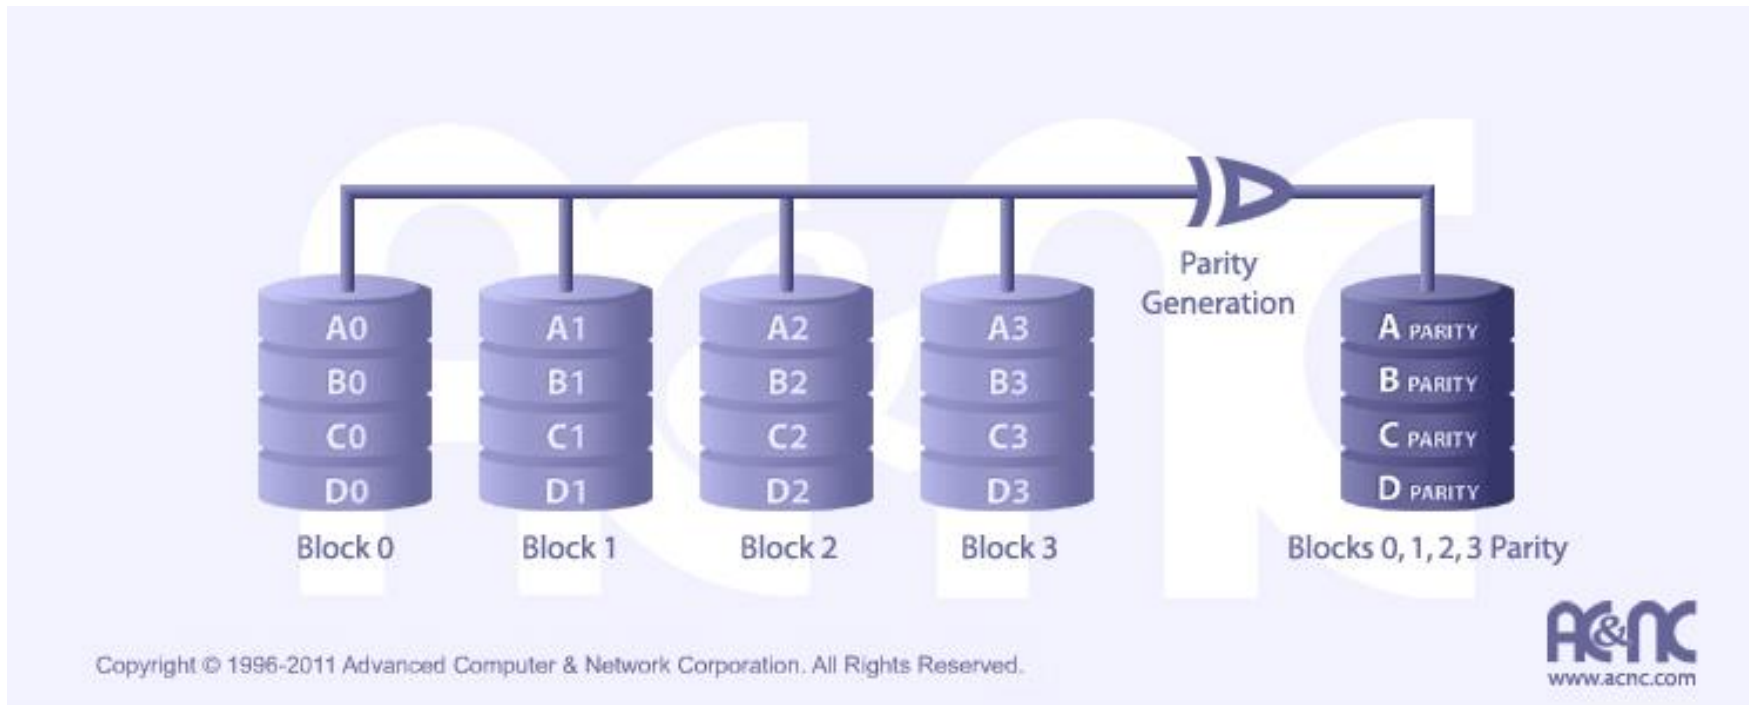 Parity
Generation
A0 A1 A2 A3 A PARITY
B0 B1 B2 B3 B PARITY
C0 C1 C2 C3 C PARITY
D0 D1 D2 D3 D PARITY
Block 0 Block 1 Block 2 Block 3 Blocks 0, 1, 2, 3 Parity
AC&NC
www.acnc.com
Copyright © 1996-2011 Advanced Computer & Network Corporation. All Rights Reserved.